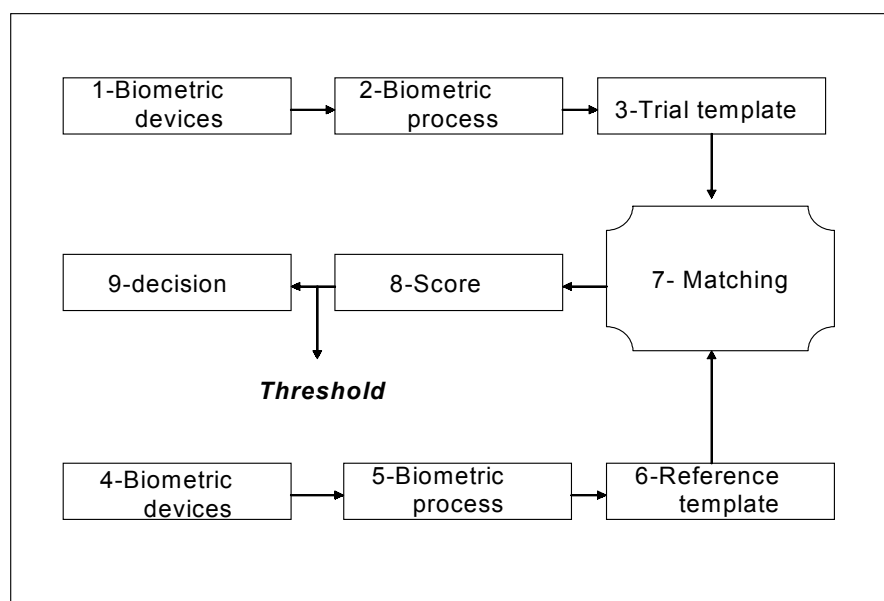 1-Biometric
devices
2-Biometric
process
3-Trial template
9-decision
8-Score
7- Matching
Threshold
4-Biometric
devices
5-Biometric
process
6-Reference
template